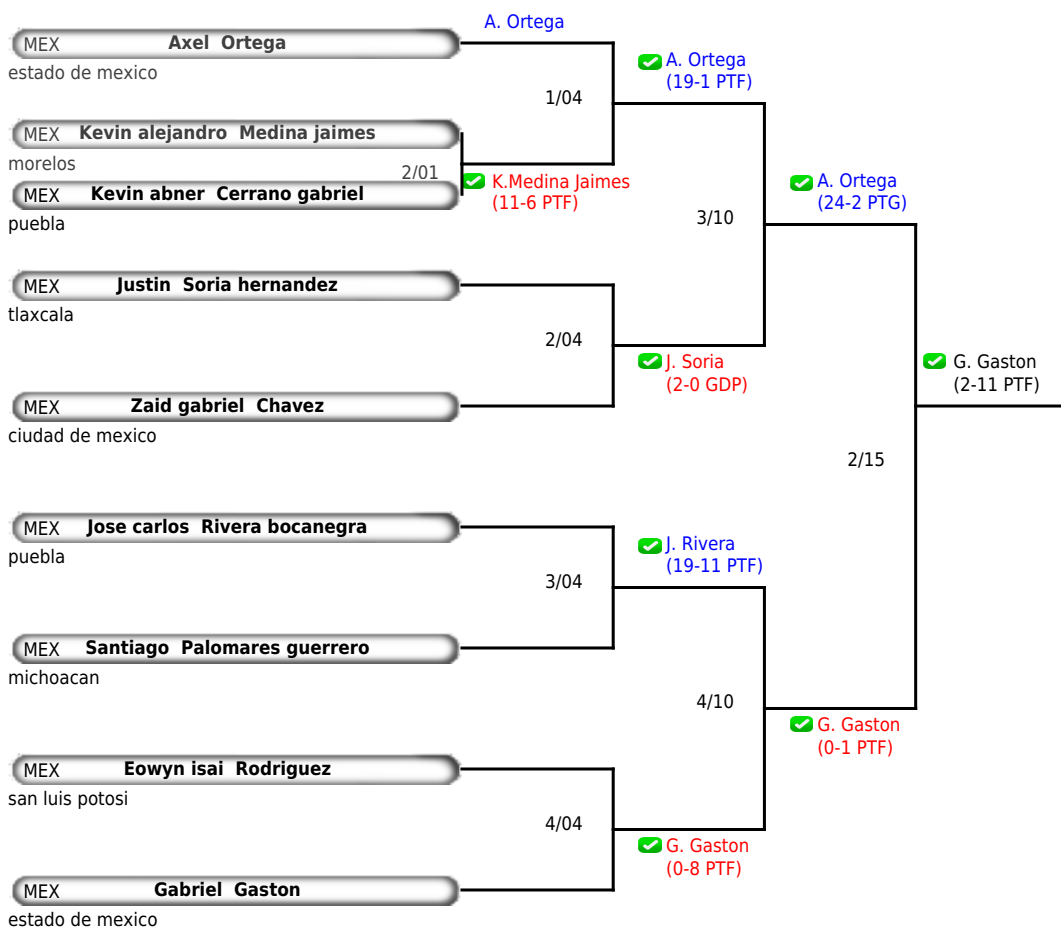 A. Ortega
MEX Axel Ortega
estado de mexico
A. Ortega
(19-1 PTF)
1/04
MEX Kevin alejandro Medina jaimes
morelos
2/01
K.Medina Jaimes
(11-6 PTF)
MEX Kevin abner Cerrano gabriel
puebla
A. Ortega
(24-2 PTG)
3/10
MEX Justin Soria hernandez
tlaxcala
2/04
J. Soria
(2-0 GDP)
G. Gaston
(2-11 PTF)
MEX Zaid gabriel Chavez
ciudad de mexico
2/15
MEX Jose carlos Rivera bocanegra
puebla
J. Rivera
(19-11 PTF)
3/04
MEX Santiago Palomares guerrero
michoacan
4/10
G. Gaston
(0-1 PTF)
MEX Eowyn isai Rodriguez
san luis potosi
4/04
G. Gaston
(0-8 PTF)
MEX Gabriel Gaston
estado de mexico